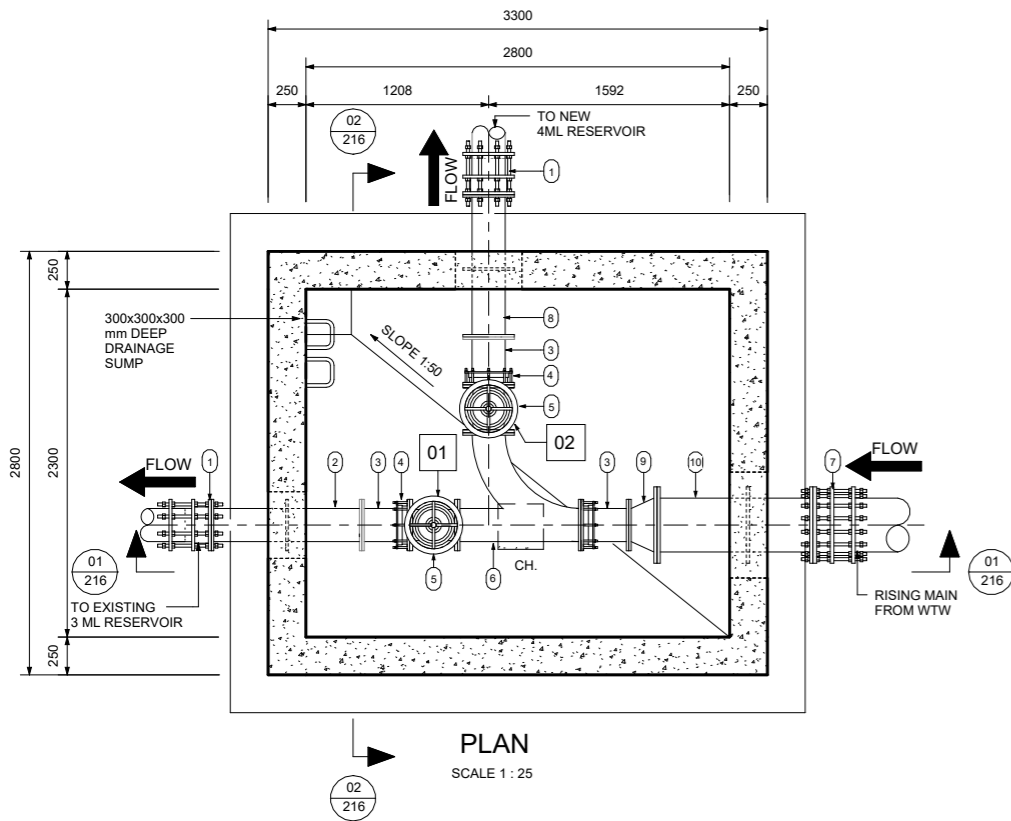 3300
2800
250
1208
1592
250
02
216
TO NEW
4ML RESERVOIR
FLOW
1
250
300x300x300
mm DEEP
DRAINAGE
SUMP
SLOPE 1:50
8
3
4
5
2800
2300
01
02
FLOW
1
2
3
4
3
9
10
7
FLOW
01
216
5
6
CH.
01
216
TO EXISTING
3 ML RESERVOIR
RISING MAIN
FROM WTW
250
02
216
PLAN
SCALE 1 : 25